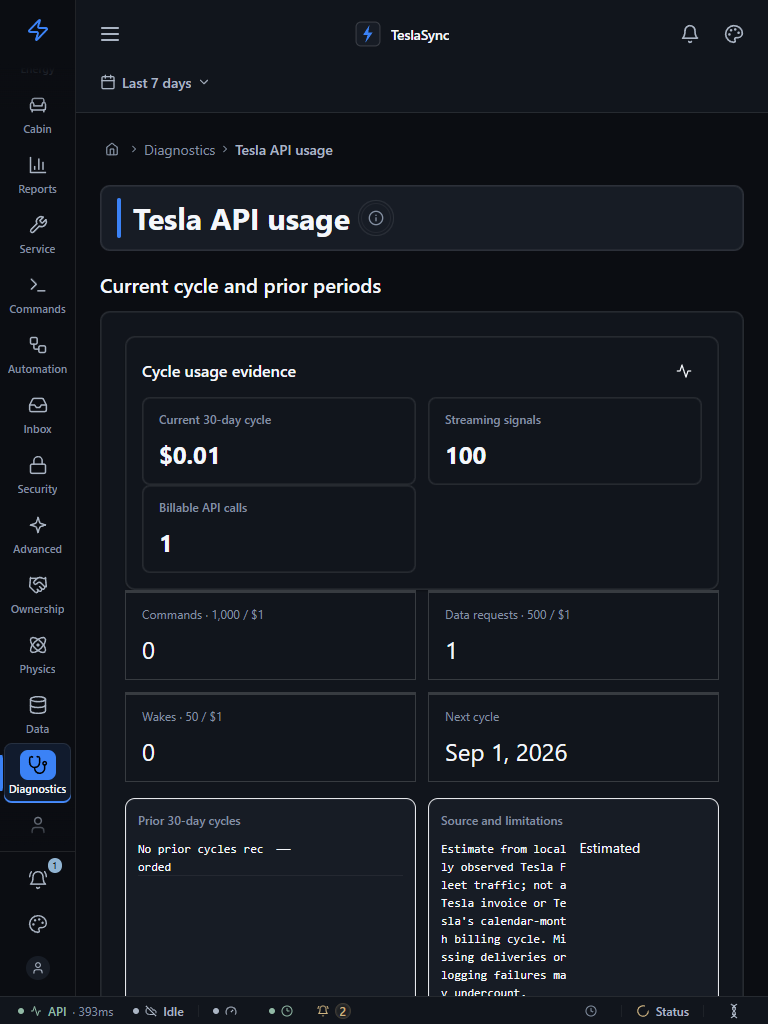 TeslaSync
Last 7 days
Energy
Cabin
Reports
Service
Commands
Automation
Inbox
Security
Advanced
Ownership
Physics
Data
Diagnostics
1
Diagnostics
Tesla API usage
Tesla API usage
Current cycle and prior periods
Cycle usage evidence
Current 30-day cycle
$0.01
Streaming signals
100
Billable API calls
1
Commands · 1,000 / $1
0
Data requests · 500 / $1
1
Wakes · 50 / $1
0
Next cycle
Sep 1, 2026
Prior 30-day cycles
No prior cycles rec —
orded
Source and limitations
Estimate from local Estimated
ly observed Tesla F
leet traffic; not a
Tesla invoice or Te
sla's calendar-mont
h billing cycle. Mi
ssing deliveries or
logging failures ma
y undercount.
API · 393ms
Idle
2
Status